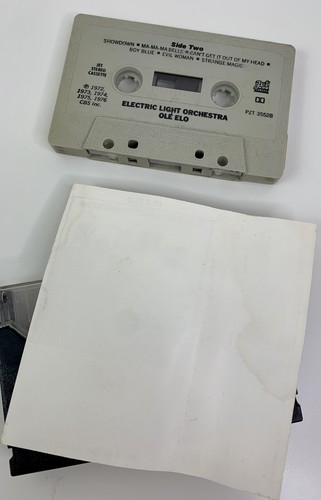 Side Two
SHOWDOWN • MA-MA-MA BELLE • CAN'T GET IT OUT OF MY HEAD •
BOY BLUE • EVIL WOMAN • STRANGE MAGIC
JET
STEREO
CASSETTE
jet
℗ 1972,
1973, 1974,
1975, 1976
CBS Inc.
PZT 35528
ELECTRIC LIGHT ORCHESTRA
OLÉ ELO